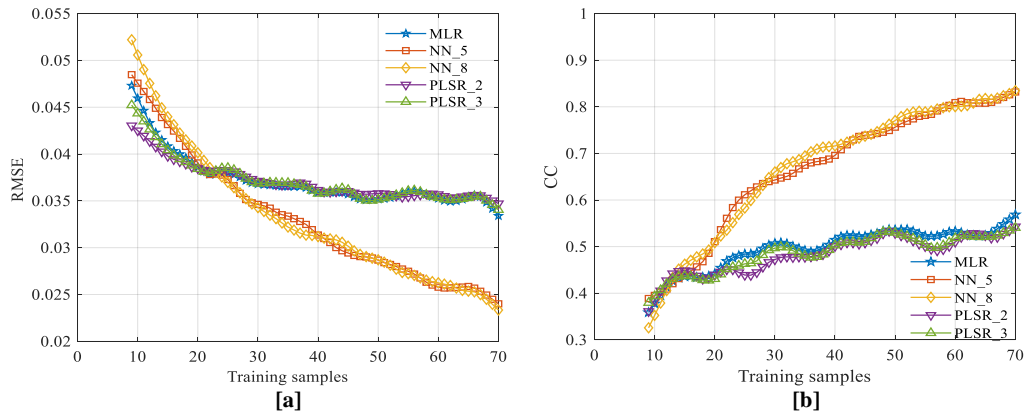 0.055
0.05
0.045
0.04
0.035
0.03
0.025
0.02
RMSE
0 10 20 30 40 50 60 70
Training samples
MLR
NN_5
NN_8
PLSR_2
PLSR_3
[a]
1
0.9
0.8
0.7
0.6
0.5
0.4
0.3
CC
0 10 20 30 40 50 60 70
Training samples
MLR
NN_5
NN_8
PLSR_2
PLSR_3
[b]